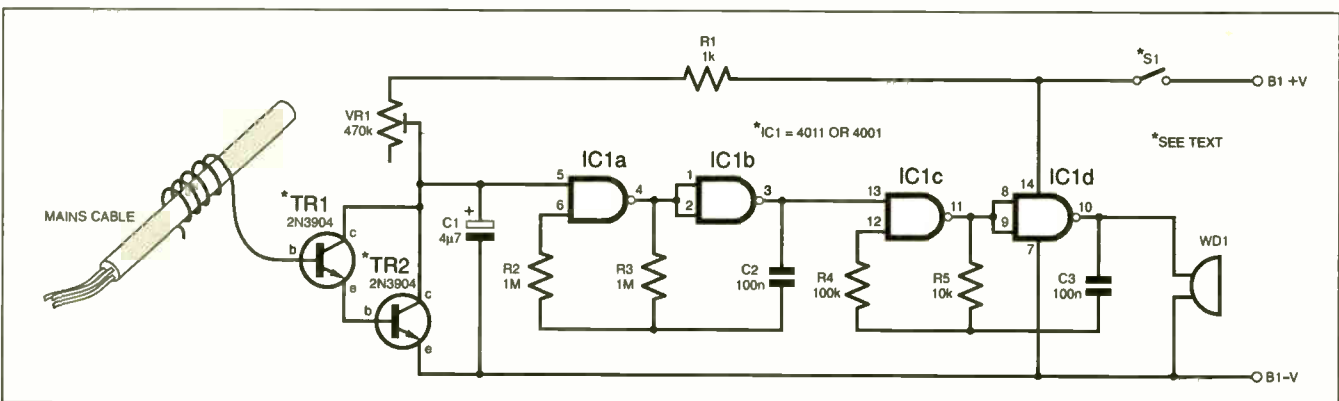 R1
1k
*S1
B1 +V
VR1
470k
*IC1 = 4011 OR 4001
*SEE TEXT
IC1a
IC1b
IC1c
IC1d
MAINS CABLE
*TR1
2N3904
b
c
e
*TR2
2N3904
b
c
e
+
C1
4µ7
5
6
4
1
2
3
13
12
11
8
9
14
10
7
R2
1M
R3
1M
C2
100n
R4
100k
R5
10k
C3
100n
WD1
B1-V